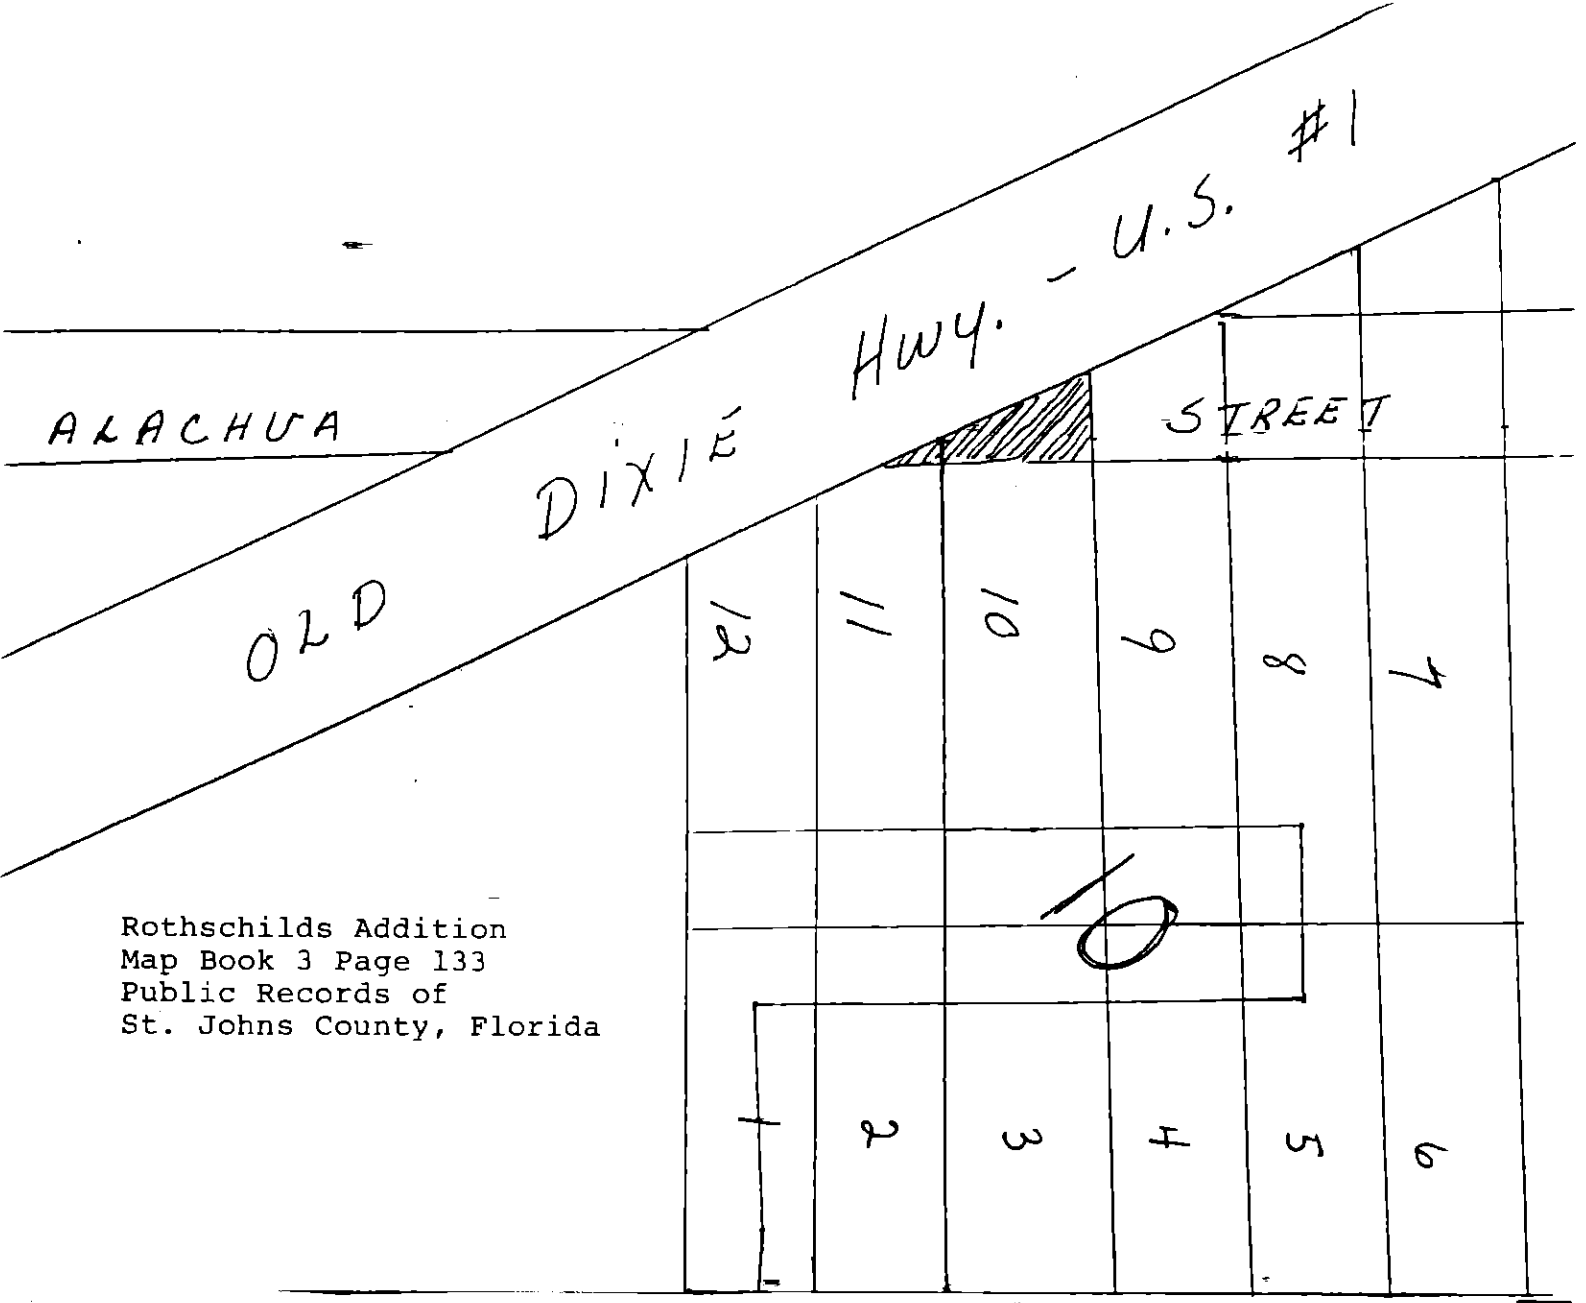 OLD DIXIE HWY. - U.S. #1
ALACHUA STREET
12 11 10 9 8 7
10
Rothschilds Addition
Map Book 3 Page 133
Public Records of
St. Johns County, Florida
1 2 3 4 5 6